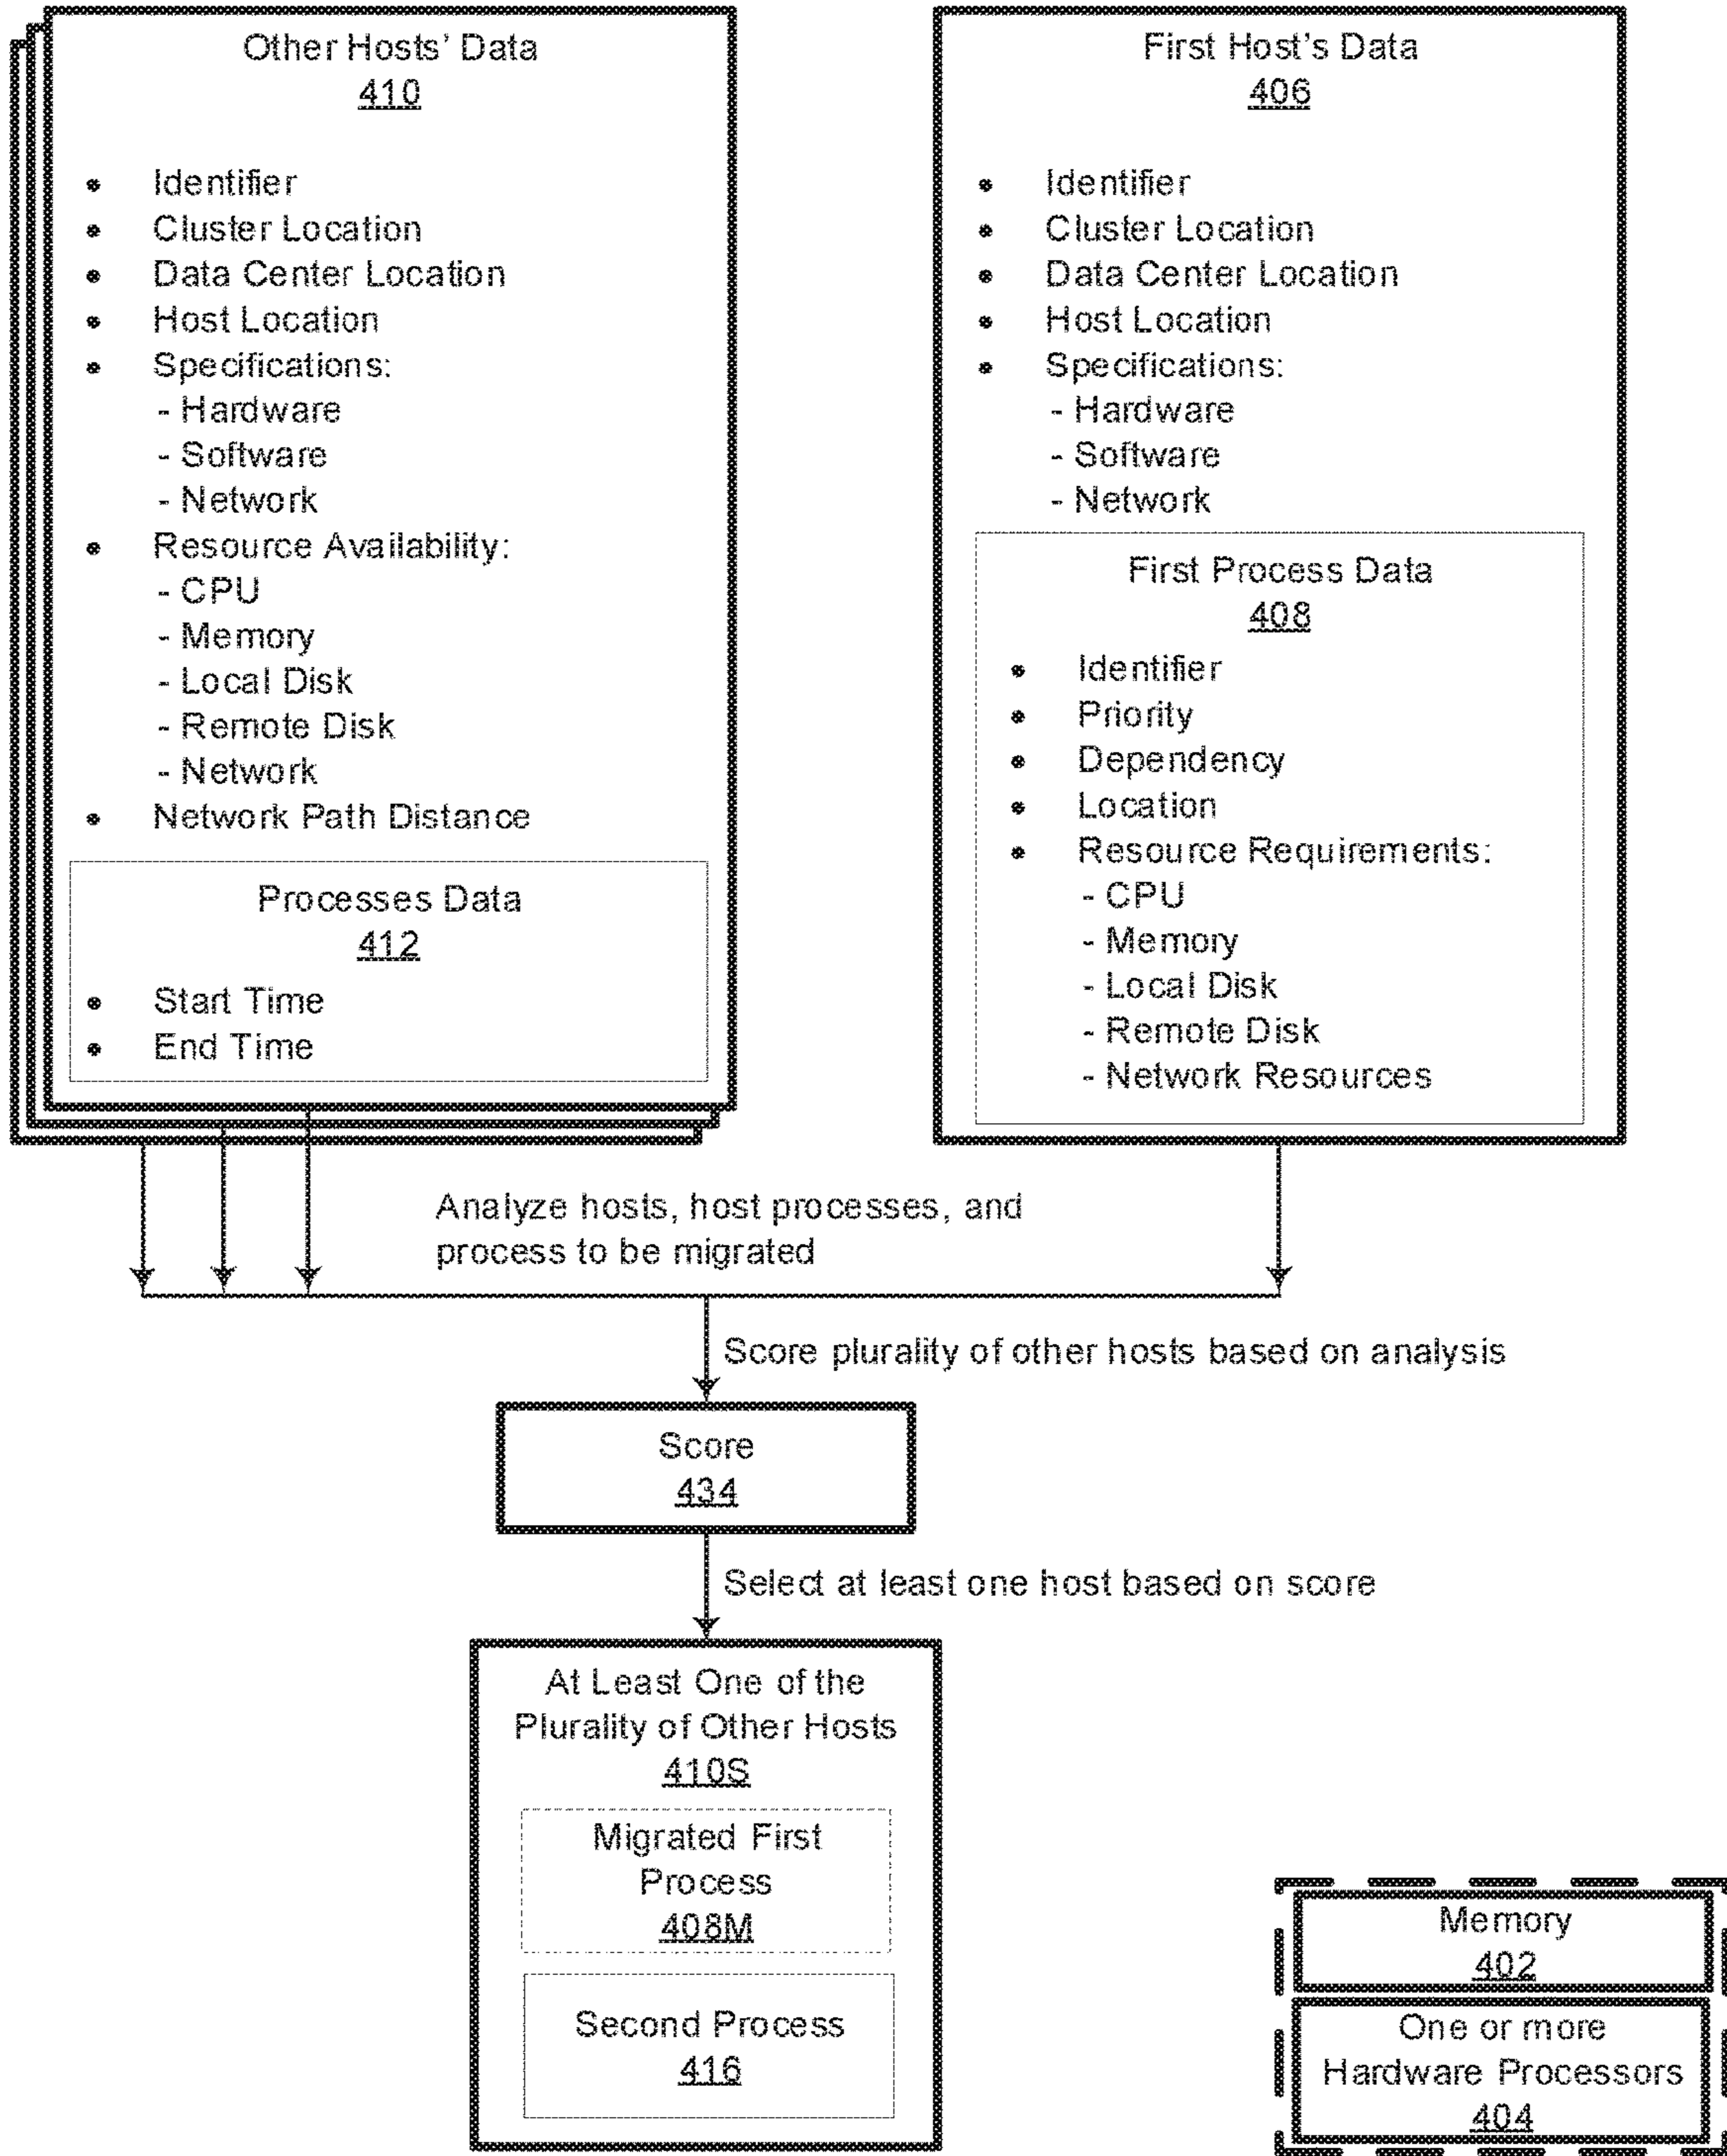 Other Hosts’ Data
410
• Identifier
• Cluster Location
• Data Center Location
• Host Location
• Specifications:
- Hardware
- Software
- Network
• Resource Availability:
- CPU
- Memory
- Local Disk
- Remote Disk
- Network
• Network Path Distance
Processes Data
412
• Start Time
• End Time
First Host’s Data
406
• Identifier
• Cluster Location
• Data Center Location
• Host Location
• Specifications:
- Hardware
- Software
- Network
First Process Data
408
• Identifier
• Priority
• Dependency
• Location
• Resource Requirements:
- CPU
- Memory
- Local Disk
- Remote Disk
- Network Resources
Analyze hosts, host processes, and
process to be migrated
Score plurality of other hosts based on analysis
Score
434
Select at least one host based on score
At Least One of the
Plurality of Other Hosts
410S
Migrated First
Process
408M
Second Process
416
Memory
402
One or more
Hardware Processors
404